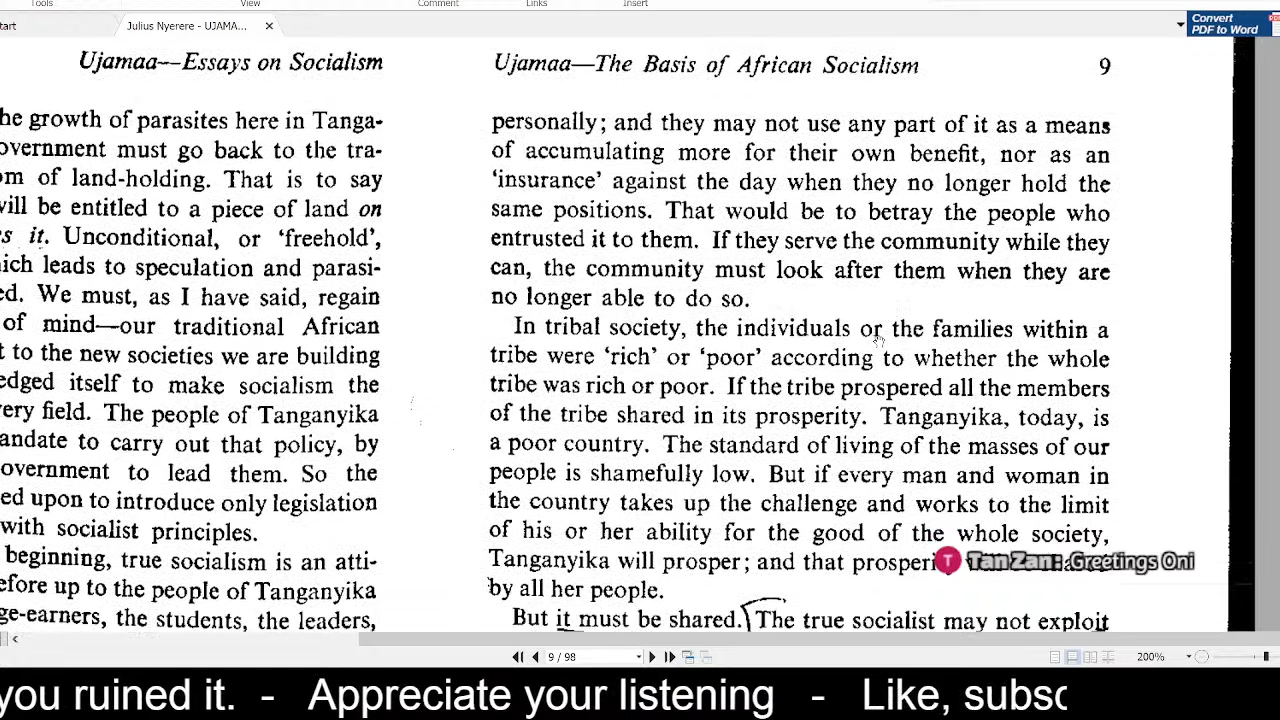 Tools View Comment Links Insert
tart
Julius Nyerere - UJAMA...
Convert
PDF to Word
Ujamaa—Essays on Socialism
he growth of parasites here in Tanga-
overnment must go back to the tra-
om of land-holding. That is to say
will be entitled to a piece of land on
s it. Unconditional, or ‘freehold’,
ich leads to speculation and parasi-
ed. We must, as I have said, regain
of mind—our traditional African
t to the new societies we are building
edged itself to make socialism the
very field. The people of Tanganyika
andate to carry out that policy, by
overnment to lead them. So the
ed upon to introduce only legislation
with socialist principles.
beginning, true socialism is an atti-
efore up to the people of Tanganyika
ge-earners, the students, the leaders,
Ujamaa—The Basis of African Socialism 9
personally; and they may not use any part of it as a means
of accumulating more for their own benefit, nor as an
‘insurance’ against the day when they no longer hold the
same positions. That would be to betray the people who
entrusted it to them. If they serve the community while they
can, the community must look after them when they are
no longer able to do so.
In tribal society, the individuals or the families within a
tribe were ‘rich’ or ‘poor’ according to whether the whole
tribe was rich or poor. If the tribe prospered all the members
of the tribe shared in its prosperity. Tanganyika, today, is
a poor country. The standard of living of the masses of our
people is shamefully low. But if every man and woman in
the country takes up the challenge and works to the limit
of his or her ability for the good of the whole society,
Tanganyika will prosper; and that prosperi
by all her people.
But it must be shared. The true socialist may not exploit
T TanZan: Greetings Oni
9 / 98
200%
you ruined it. - Appreciate your listening - Like, subsc